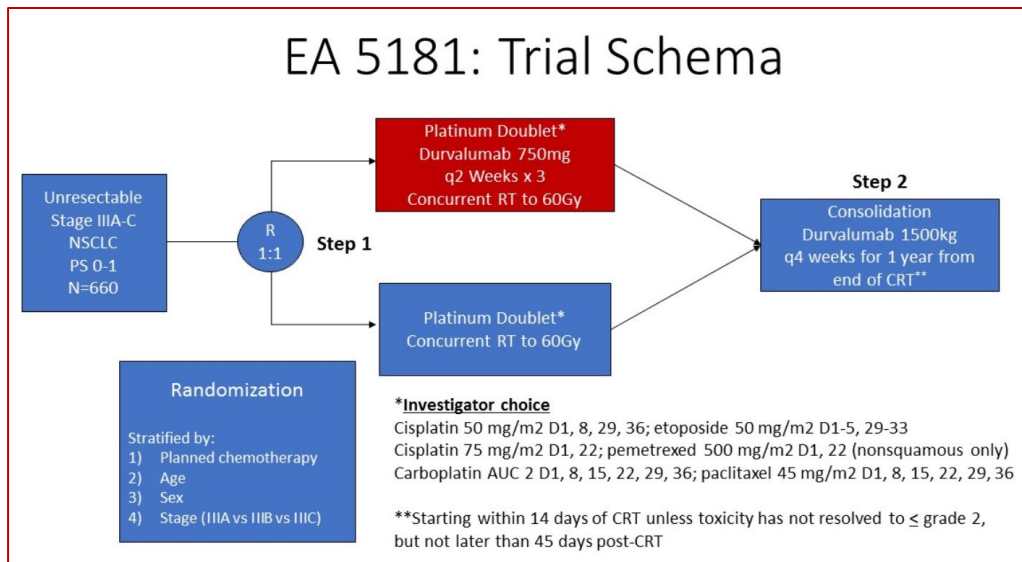 EA 5181: Trial Schema
Unresectable
Stage IIIA-C
NSCLC
PS 0-1
N=660
R
1:1
Step 1
Platinum Doublet*
Durvalumab 750mg
q2 Weeks x 3
Concurrent RT to 60Gy
Platinum Doublet*
Concurrent RT to 60Gy
Step 2
Consolidation
Durvalumab 1500kg
q4 weeks for 1 year from
end of CRT**
Randomization
Stratified by:
1) Planned chemotherapy
2) Age
3) Sex
4) Stage (IIIA vs IIIB vs IIIC)
*Investigator choice
Cisplatin 50 mg/m2 D1, 8, 29, 36; etoposide 50 mg/m2 D1-5, 29-33
Cisplatin 75 mg/m2 D1, 22; pemetrexed 500 mg/m2 D1, 22 (nonsquamous only)
Carboplatin AUC 2 D1, 8, 15, 22, 29, 36; paclitaxel 45 mg/m2 D1, 8, 15, 22, 29, 36
**Starting within 14 days of CRT unless toxicity has not resolved to ≤ grade 2,
but not later than 45 days post-CRT